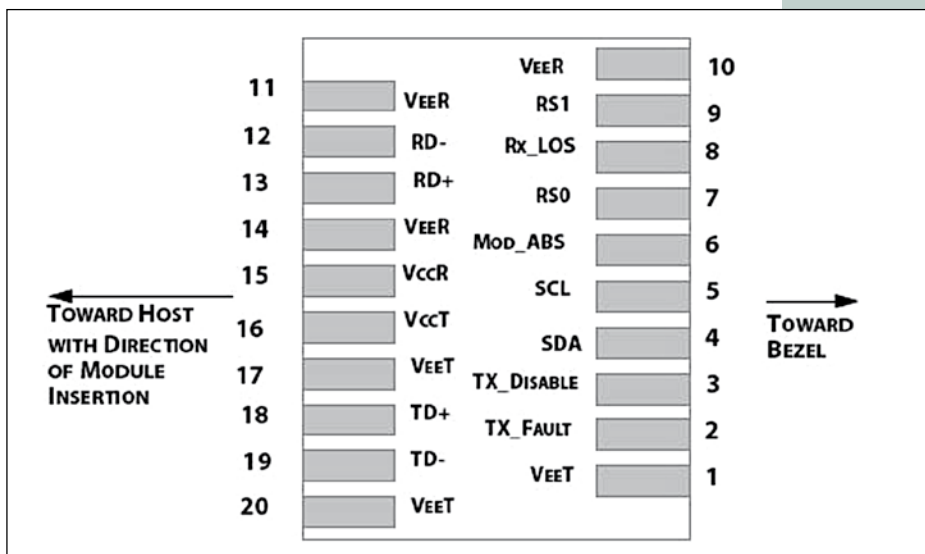 11 VEER
12 RD-
13 RD+
14 VEER
15 VCCR
16 VCCT
17 VEET
18 TD+
19 TD-
20 VEET
VEER 10
RS1 9
RX_LOS 8
RS0 7
MOD_ABS 6
SCL 5
SDA 4
TX_DISABLE 3
TX_FAULT 2
VEET 1
TOWARD HOST
WITH DIRECTION
OF MODULE
INSERTION
TOWARD
BEZEL